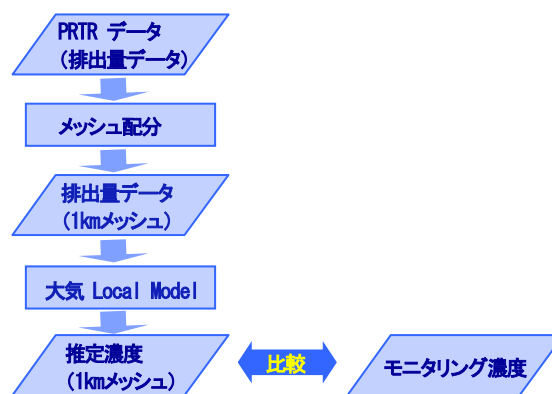 PRTR データ
(排出量データ)
メッシュ配分
排出量データ
(1kmメッシュ)
大気 Local Model
推定濃度
(1kmメッシュ)
比較
モニタリング濃度